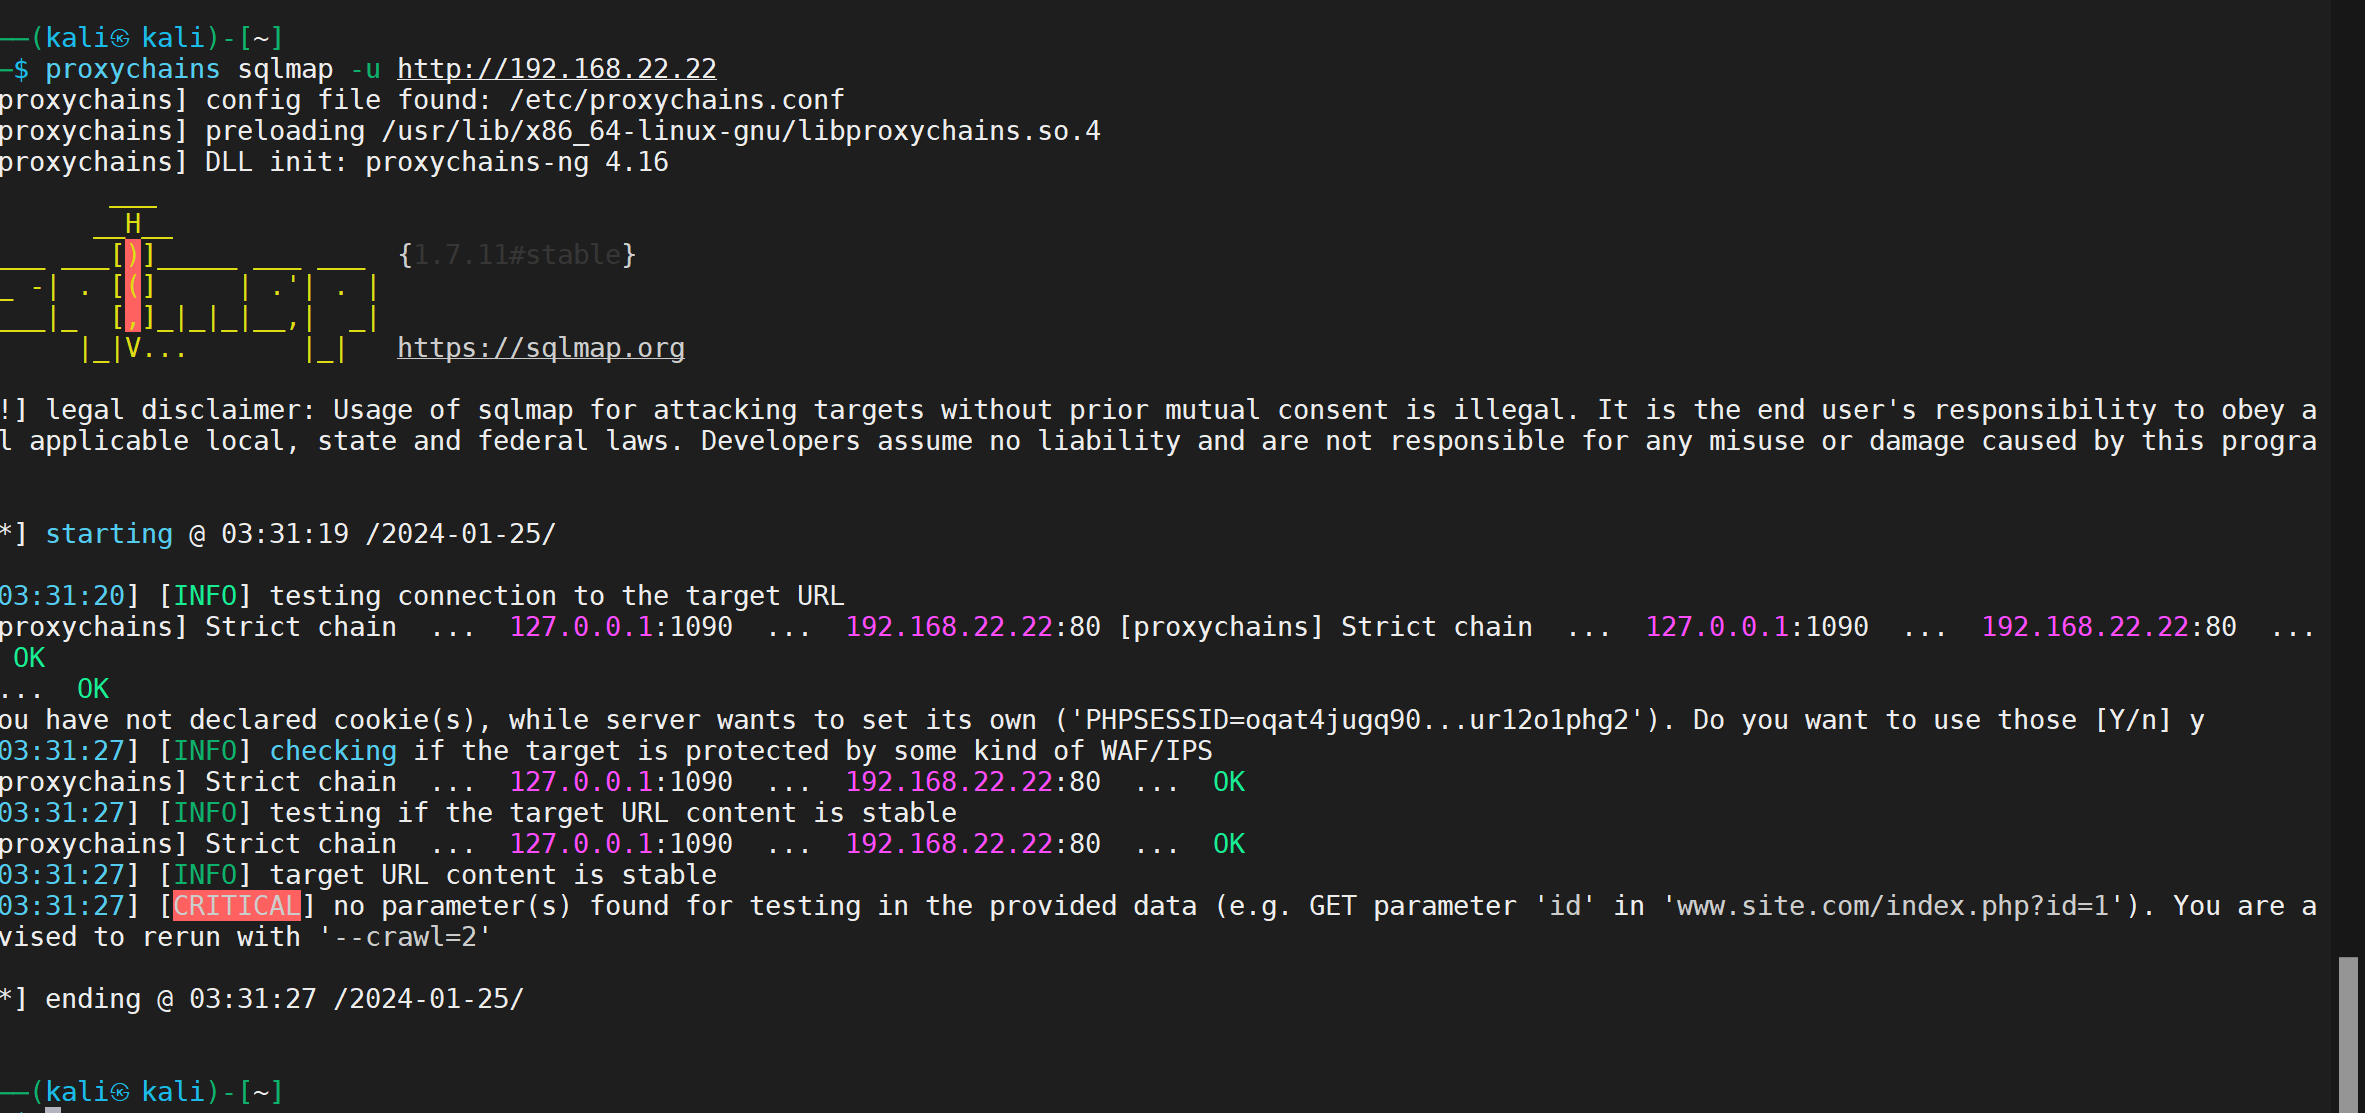 ──(kali㉿ kali)-[~]
─$ proxychains sqlmap -u http://192.168.22.22
proxychains] config file found: /etc/proxychains.conf
proxychains] preloading /usr/lib/x86_64-linux-gnu/libproxychains.so.4
proxychains] DLL init: proxychains-ng 4.16
       ___
      __H__
___ ___[)]_____ ___ ___  {1.7.11#stable}
_ -| . [(]     | .'| . |
___|_  [,]_|_|_|__,|  _|
     |_|V...       |_|   https://sqlmap.org
!] legal disclaimer: Usage of sqlmap for attacking targets without prior mutual consent is illegal. It is the end user's responsibility to obey a
l applicable local, state and federal laws. Developers assume no liability and are not responsible for any misuse or damage caused by this progra
*] starting @ 03:31:19 /2024-01-25/
03:31:20] [INFO] testing connection to the target URL
proxychains] Strict chain  ...  127.0.0.1:1090  ...  192.168.22.22:80 [proxychains] Strict chain  ...  127.0.0.1:1090  ...  192.168.22.22:80  ...
 OK
...  OK
ou have not declared cookie(s), while server wants to set its own ('PHPSESSID=oqat4jugq90...ur12o1phg2'). Do you want to use those [Y/n] y
03:31:27] [INFO] checking if the target is protected by some kind of WAF/IPS
proxychains] Strict chain  ...  127.0.0.1:1090  ...  192.168.22.22:80  ...  OK
03:31:27] [INFO] testing if the target URL content is stable
proxychains] Strict chain  ...  127.0.0.1:1090  ...  192.168.22.22:80  ...  OK
03:31:27] [INFO] target URL content is stable
03:31:27] [CRITICAL] no parameter(s) found for testing in the provided data (e.g. GET parameter 'id' in 'www.site.com/index.php?id=1'). You are a
vised to rerun with '--crawl=2'
*] ending @ 03:31:27 /2024-01-25/
──(kali㉿ kali)-[~]